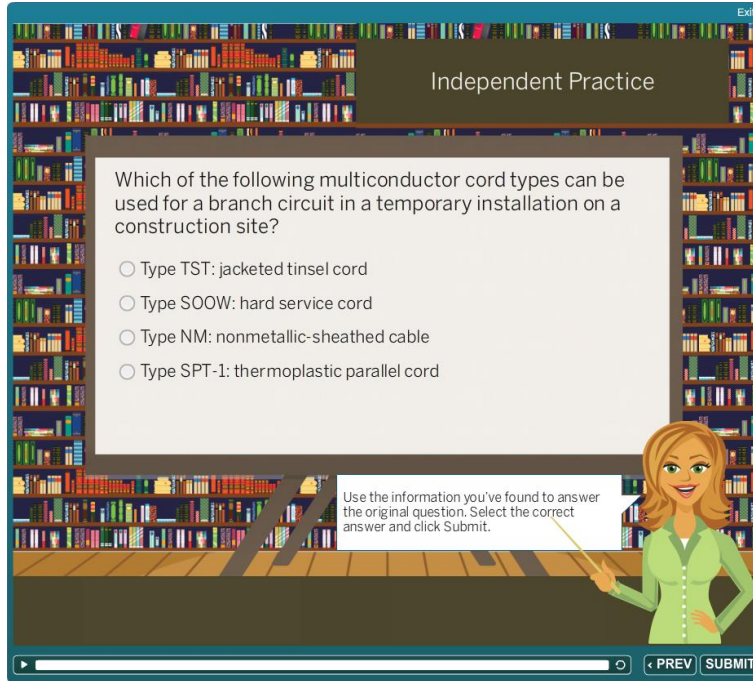 Exit
Independent Practice
Which of the following multiconductor cord types can be
used for a branch circuit in a temporary installation on a
construction site?
Type TST: jacketed tinsel cord
Type SOOW: hard service cord
Type NM: nonmetallic-sheathed cable
Type SPT-1: thermoplastic parallel cord
Use the information you've found to answer
the original question. Select the correct
answer and click Submit.
‹ PREV
SUBMIT